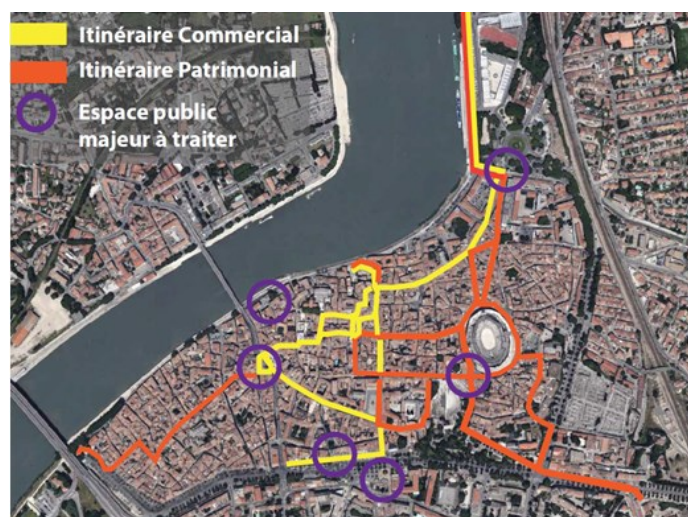 Itinéraire Commercial
Itinéraire Patrimonial
Espace public
majeur à traiter